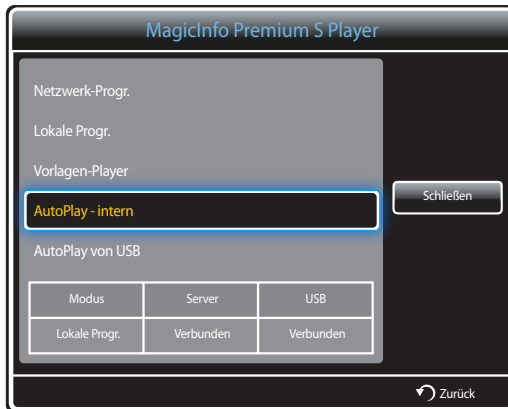 MagicInfo Premium S Player
Netzwerk-Progr.
Lokale Progr.
Vorlagen-Player
AutoPlay - intern
AutoPlay von USB
Schließen
Modus Server USB
Lokale Progr. Verbunden Verbunden
Zurück